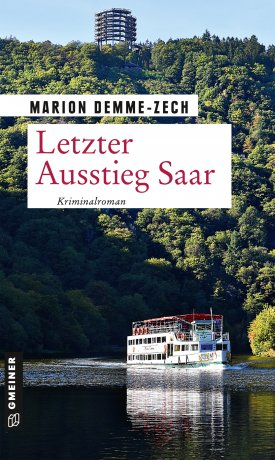 MARION DEMME-ZECH
Letzter
Ausstieg Saar
Kriminalroman
GMEINER